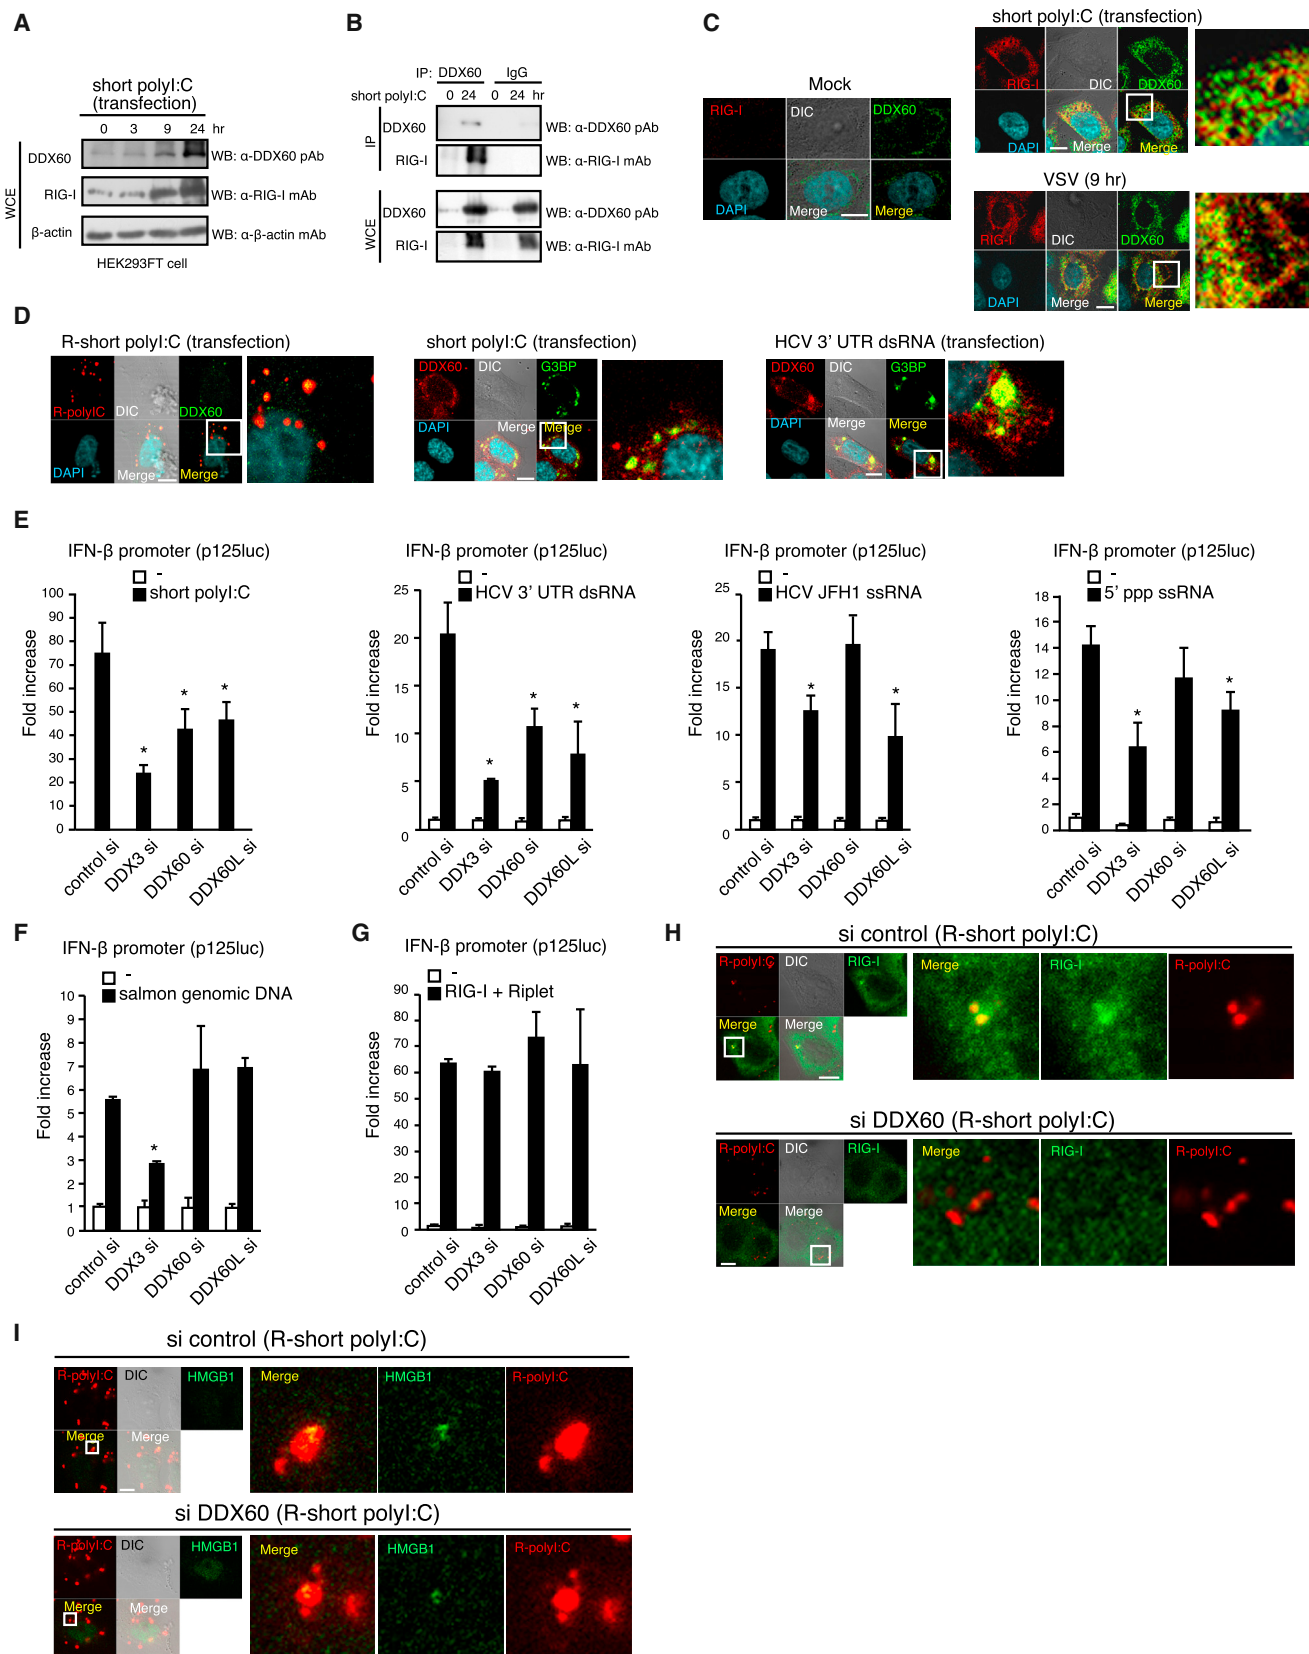 A
short polyI:C
(transfection)
0 3 9 24 hr
WCE
DDX60
WB: α-DDX60 pAb
RIG-I
WB: α-RIG-I mAb
β-actin
WB: α-β-actin mAb
HEK293FT cell
B
IP: DDX60 IgG
short polyI:C 0 24 0 24 hr
IP
DDX60
WB: α-DDX60 pAb
RIG-I
WB: α-RIG-I mAb
WCE
DDX60
WB: α-DDX60 pAb
RIG-I
WB: α-RIG-I mAb
C
Mock
RIG-I
DIC
DDX60
DAPI
Merge
Merge
short polyI:C (transfection)
RIG-I
DIC
DDX60
DAPI
Merge
Merge
VSV (9 hr)
RIG-I
DIC
DDX60
DAPI
Merge
Merge
D
R-short polyI:C (transfection)
R-polyIC
DIC
DDX60
DAPI
Merge
Merge
short polyI:C (transfection)
DDX60
DIC
G3BP
DAPI
Merge
Merge
HCV 3' UTR dsRNA (transfection)
DDX60
DIC
G3BP
DAPI
Merge
Merge
E
IFN-β promoter (p125luc)
-
short polyI:C
Fold increase
100
90
80
70
60
50
40
30
20
10
0
control si
DDX3 si
DDX60 si
DDX60L si
* * *
IFN-β promoter (p125luc)
-
HCV 3' UTR dsRNA
Fold increase
25
20
15
10
5
0
control si
DDX3 si
DDX60 si
DDX60L si
* * *
IFN-β promoter (p125luc)
-
HCV JFH1 ssRNA
Fold increase
25
20
15
10
5
0
control si
DDX3 si
DDX60 si
DDX60L si
* *
IFN-β promoter (p125luc)
-
5' ppp ssRNA
Fold increase
18
16
14
12
10
8
6
4
2
0
control si
DDX3 si
DDX60 si
DDX60L si
* *
F
IFN-β promoter (p125luc)
-
salmon genomic DNA
Fold increase
10
9
8
7
6
5
4
3
2
1
0
control si
DDX3 si
DDX60 si
DDX60L si
*
G
IFN-β promoter (p125luc)
-
RIG-I + Riplet
Fold increase
90
80
70
60
50
40
30
20
10
0
control si
DDX3 si
DDX60 si
DDX60L si
H
si control (R-short polyI:C)
R-polyI:C
DIC
RIG-I
Merge
Merge
Merge
RIG-I
R-polyI:C
si DDX60 (R-short polyI:C)
R-polyI:C
DIC
RIG-I
Merge
Merge
Merge
RIG-I
R-polyI:C
I
si control (R-short polyI:C)
R-polyI:C
DIC
HMGB1
Merge
Merge
Merge
HMGB1
R-polyI:C
si DDX60 (R-short polyI:C)
R-polyI:C
DIC
HMGB1
Merge
Merge
Merge
HMGB1
R-polyI:C